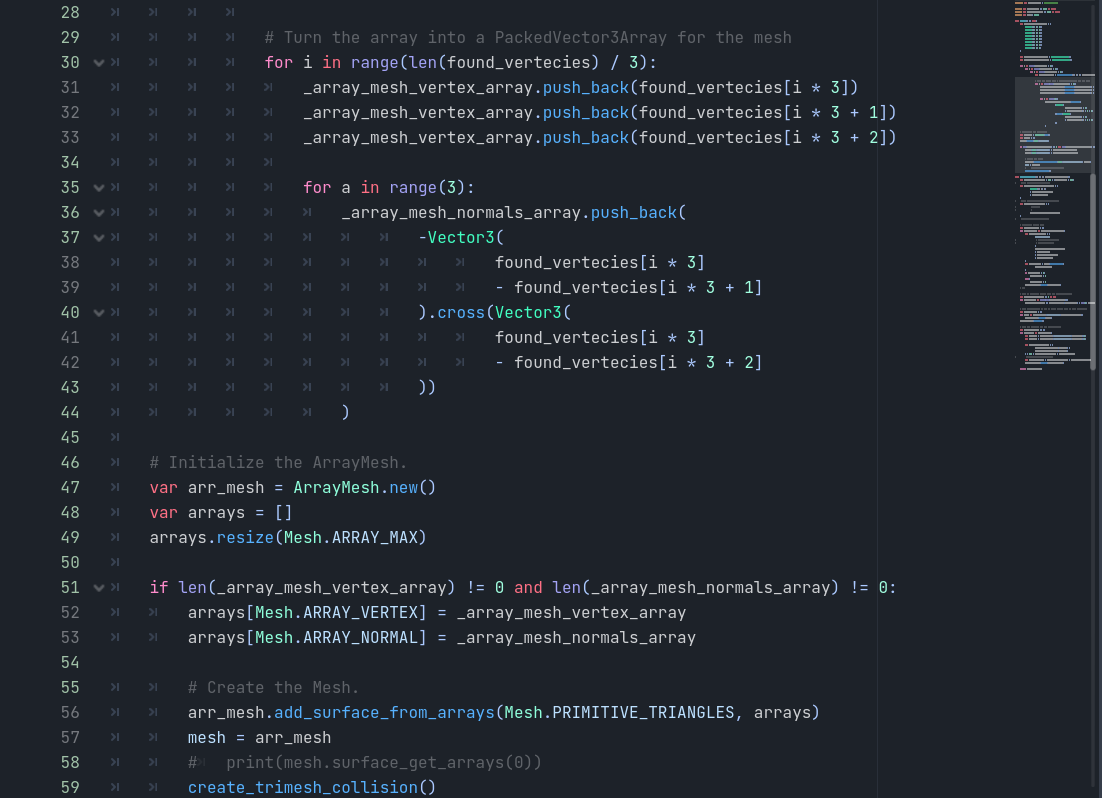 28
29 # Turn the array into a PackedVector3Array for the mesh
30 for i in range(len(found_vertecies) / 3):
31 _array_mesh_vertex_array.push_back(found_vertecies[i * 3])
32 _array_mesh_vertex_array.push_back(found_vertecies[i * 3 + 1])
33 _array_mesh_vertex_array.push_back(found_vertecies[i * 3 + 2])
34
35 for a in range(3):
36 _array_mesh_normals_array.push_back(
37 -Vector3(
38 found_vertecies[i * 3]
39 - found_vertecies[i * 3 + 1]
40 ).cross(Vector3(
41 found_vertecies[i * 3]
42 - found_vertecies[i * 3 + 2]
43 ))
44 )
45
46 # Initialize the ArrayMesh.
47 var arr_mesh = ArrayMesh.new()
48 var arrays = []
49 arrays.resize(Mesh.ARRAY_MAX)
50
51 if len(_array_mesh_vertex_array) != 0 and len(_array_mesh_normals_array) != 0:
52 arrays[Mesh.ARRAY_VERTEX] = _array_mesh_vertex_array
53 arrays[Mesh.ARRAY_NORMAL] = _array_mesh_normals_array
54
55 # Create the Mesh.
56 arr_mesh.add_surface_from_arrays(Mesh.PRIMITIVE_TRIANGLES, arrays)
57 mesh = arr_mesh
58 # print(mesh.surface_get_arrays(0))
59 create_trimesh_collision()